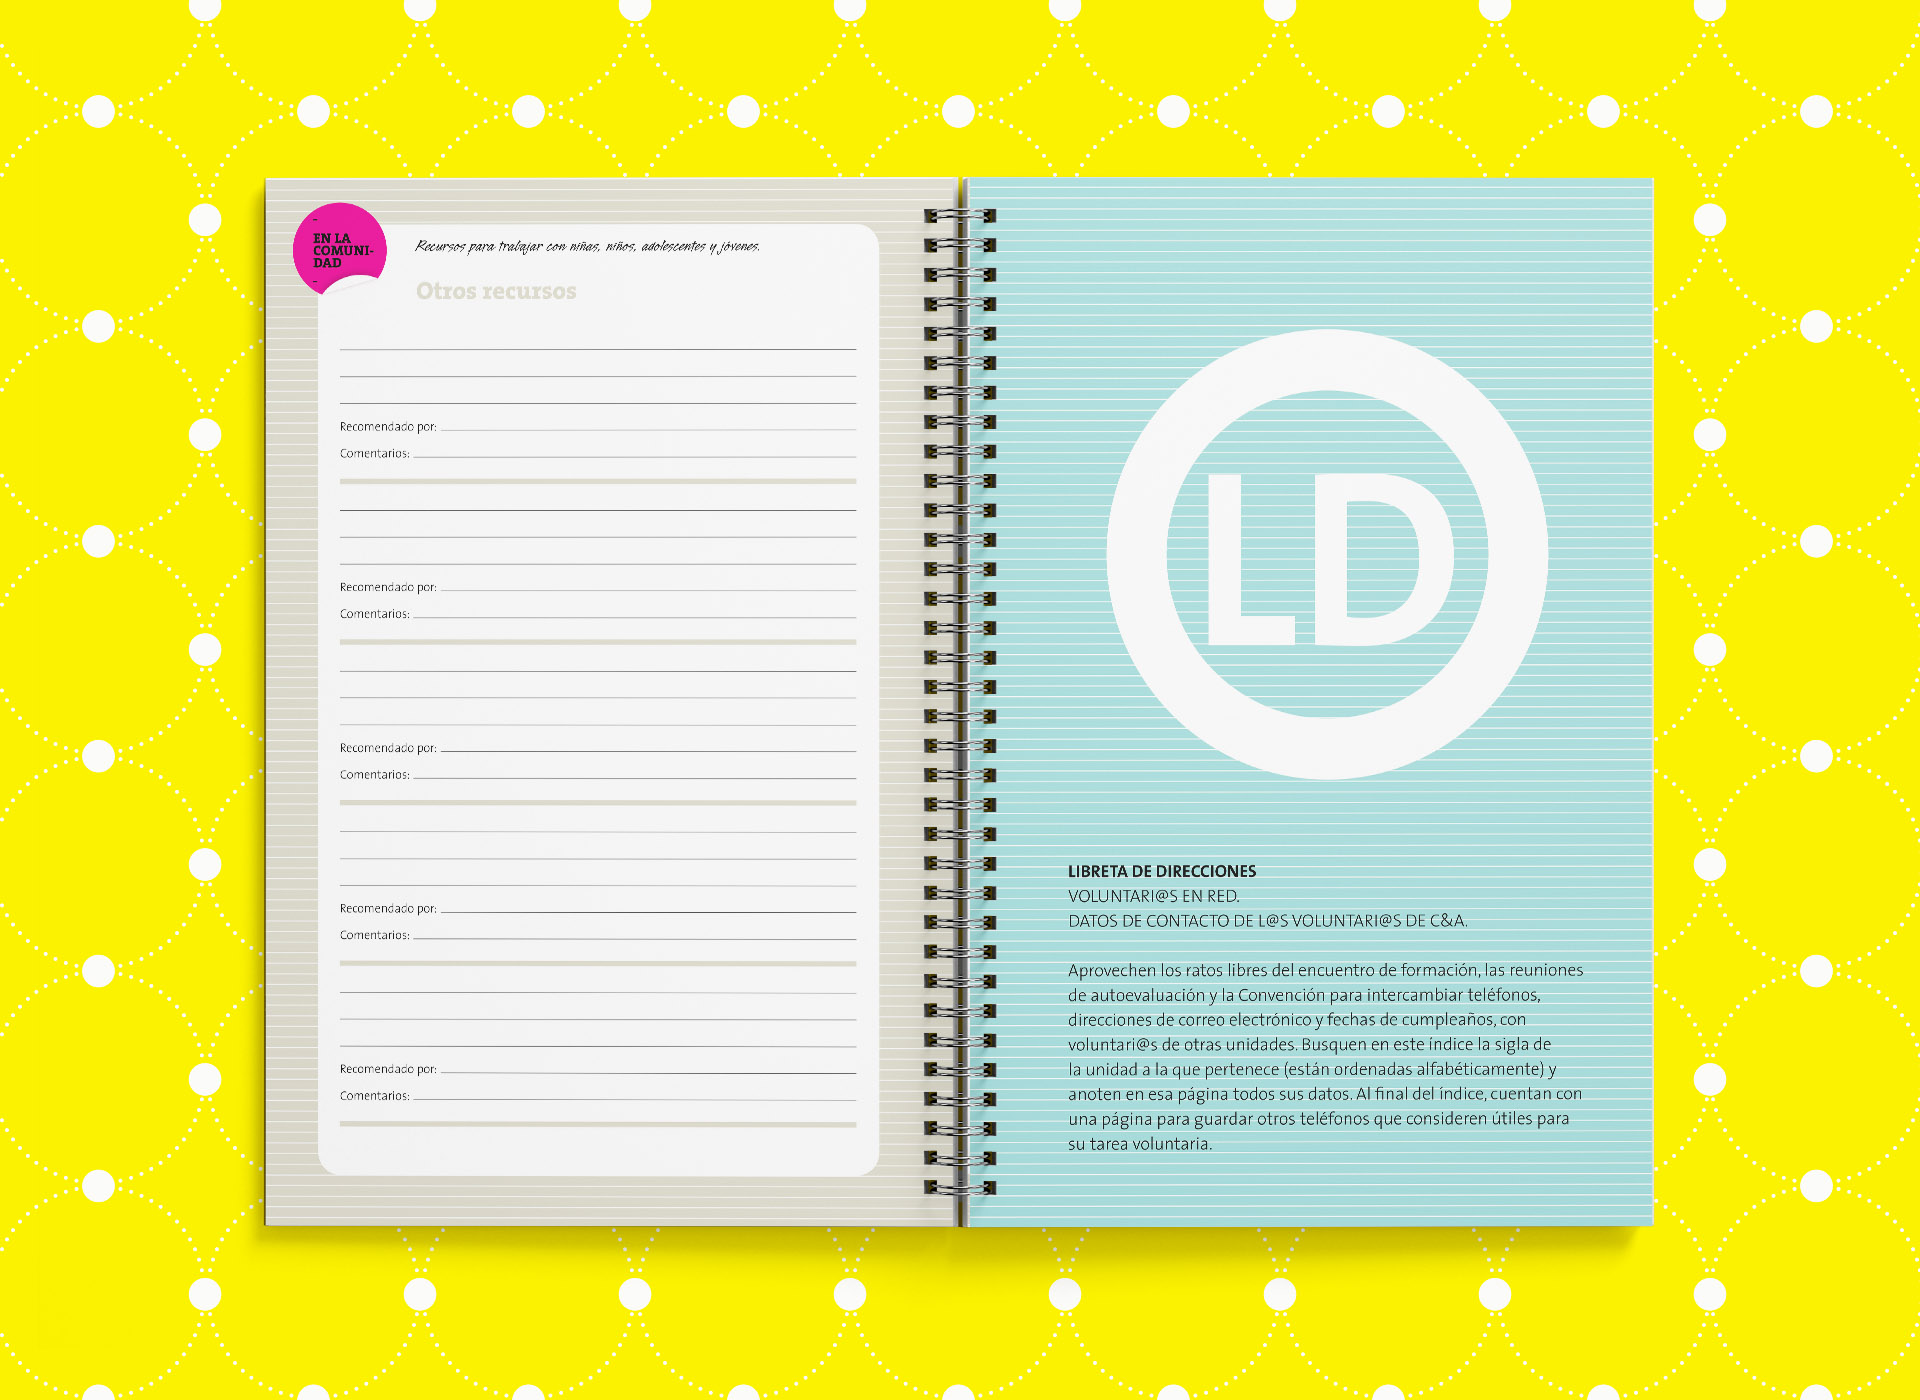 EN LA
COMUNI-
DAD
Recursos para trabajar con niñas, niños, adolescentes y jóvenes.
Otros recursos
Recomendado por:
Comentarios:
Recomendado por:
Comentarios:
Recomendado por:
Comentarios:
Recomendado por:
Comentarios:
Recomendado por:
Comentarios:
LD
LIBRETA DE DIRECCIONES
VOLUNTARI@S EN RED.
DATOS DE CONTACTO DE L@S VOLUNTARI@S DE C&A.
Aprovechen los ratos libres del encuentro de formación, las reuniones
de autoevaluación y la Convención para intercambiar teléfonos,
direcciones de correo electrónico y fechas de cumpleaños, con
voluntari@s de otras unidades. Busquen en este índice la sigla de
la unidad a la que pertenece (están ordenadas alfabéticamente) y
anoten en esa página todos sus datos. Al final del índice, cuentan con
una página para guardar otros teléfonos que consideren útiles para
su tarea voluntaria.